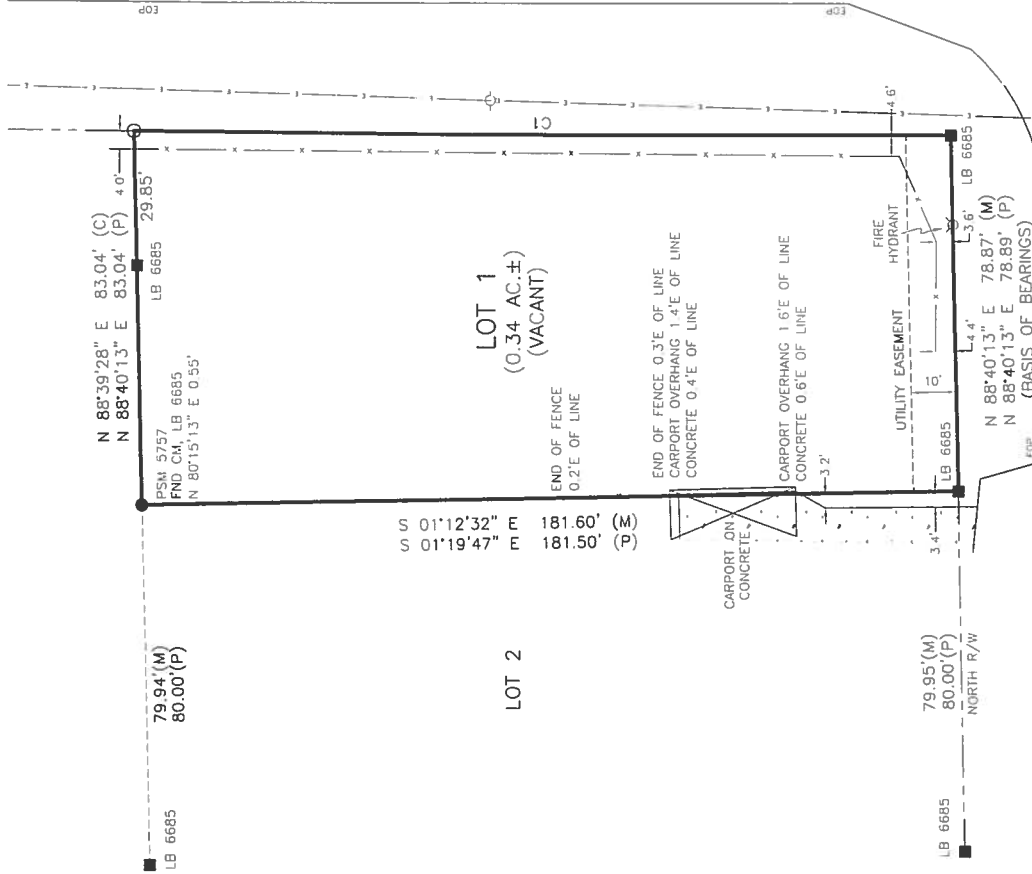 EOP
EOP
N 88°39'28" E 83.04' (C)
N 88°40'13" E 83.04' (P)
4.0'
29.85'
LB 6685
PSM 5757
FND CM, LB 6685
N 80°15'13" E 0.55'
C1
4.6'
LOT 1
(0.34 AC.±)
(VACANT)
END OF FENCE
0.2'E OF LINE
END OF FENCE 0.3'E OF LINE
CARPORT OVERHANG 1.4'E OF LINE
CONCRETE 0.4'E OF LINE
CARPORT OVERHANG 1.6'E OF LINE
CONCRETE 0.6'E OF LINE
FIRE
HYDRANT
UTILITY EASEMENT
10'
3.6'
4.4'
LB 6685
LB 6685
N 88°40'13" E 78.87' (M)
N 88°40'13" E 78.89' (P)
(BASIS OF BEARINGS)
EOP
S 01°12'32" E 181.60' (M)
S 01°19'47" E 181.50' (P)
3.2'
3.4'
CARPORT ON
CONCRETE
79.94'(M)
80.00'(P)
LOT 2
79.95'(M)
80.00'(P)
NORTH R/W
LB 6685
LB 6685